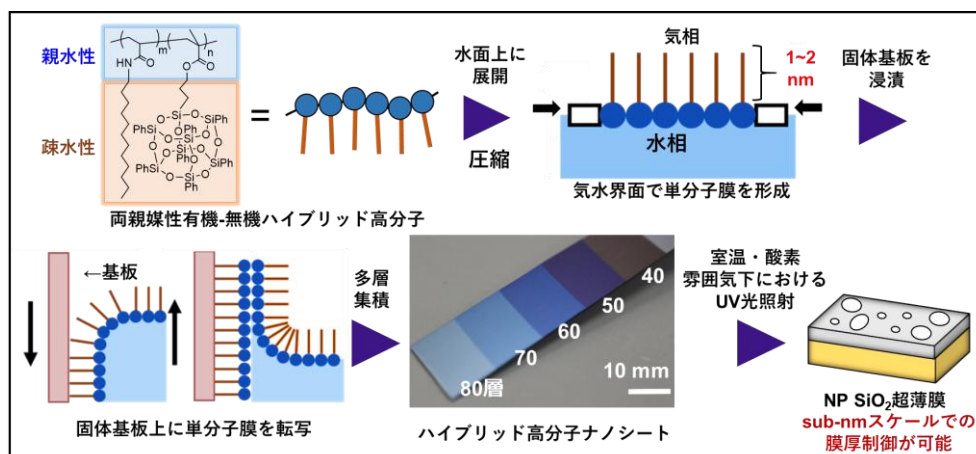 親水性
疎水性
m
n
HN
O
O
O
Si
SiPh
PhSi
両親媒性有機-無機ハイブリッド高分子
=
水面上に
展開
圧縮
気相
1~2
nm
水相
気水界面で単分子膜を形成
固体基板を
浸漬
←基板
固体基板上に単分子膜を転写
多層
集積
40
50
60
70
80層
10 mm
ハイブリッド高分子ナノシート
室温・酸素
雰囲気下における
UV光照射
NP SiO₂超薄膜
sub-nmスケールでの
膜厚制御が可能